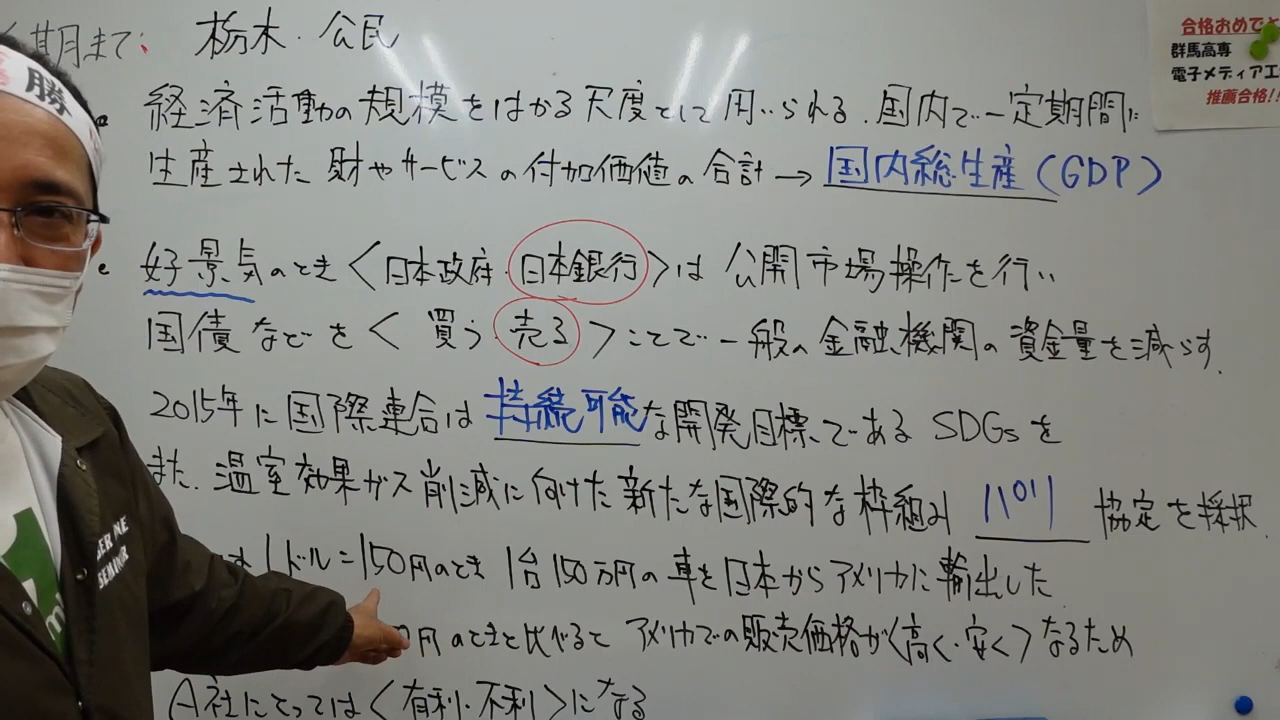 期まで: 栃木・公民
合格おめで
群馬高専
電子メディア工
推薦合格!!
勝
経済活動の規模をはかる尺度として用いられる.国内で一定期間に
生産された財やサービスの付加価値の合計→国内総生産(GDP)
好景気のとき〈日本政府・日本銀行〉は公開市場操作を行い
国債などを〈買う・売る〉ことで一般の金融機関の資金量を減らす.
2015年に国際連合は持続可能な開発目標であるSDGsを
また.温室効果ガス削減に向けた新たな国際的な枠組みパリ協定を採択
1ドル=150円のとき1台150万円の車を日本からアメリカに輸出した
円のときと比べるとアメリカでの販売価格が〈高く・安く〉なるため
A社にとっては〈有利・不利〉になる